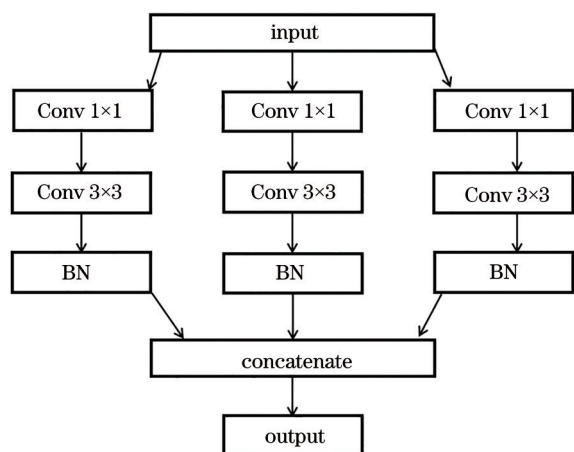 input
Conv 1×1
Conv 1×1
Conv 1×1
Conv 3×3
Conv 3×3
Conv 3×3
BN
BN
BN
concatenate
output